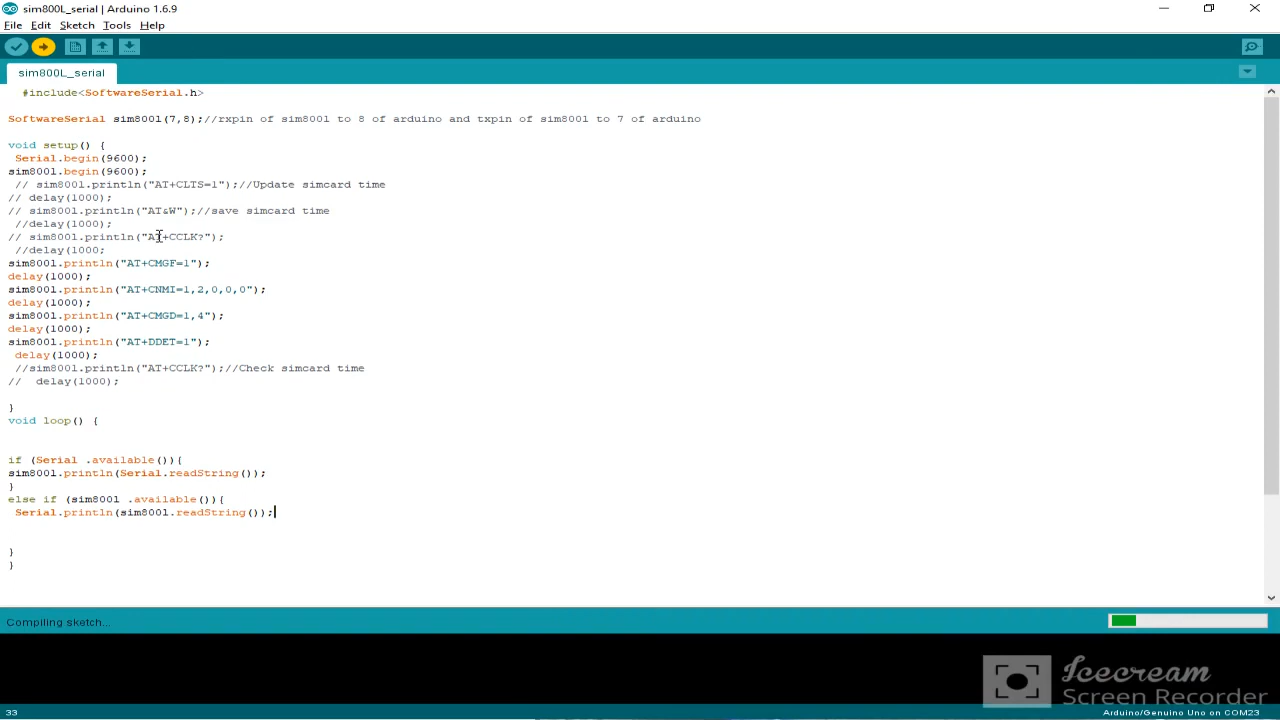 sim800L_serial | Arduino 1.6.9
File Edit Sketch Tools Help
sim800L_serial
#include<SoftwareSerial.h>
SoftwareSerial sim800l(7,8);//rxpin of sim800l to 8 of arduino and txpin of sim800l to 7 of arduino
void setup() {
Serial.begin(9600);
sim800l.begin(9600);
// sim800l.println("AT+CLTS=1");//Update simcard time
// delay(1000);
// sim800l.println("AT&W");//save simcard time
//delay(1000);
// sim800l.println("AT+CCLK?");
//delay(1000;
sim800l.println("AT+CMGF=1");
delay(1000);
sim800l.println("AT+CNMI=1,2,0,0,0");
delay(1000);
sim800l.println("AT+CMGD=1,4");
delay(1000);
sim800l.println("AT+DDET=1");
delay(1000);
//sim800l.println("AT+CCLK?");//Check simcard time
// delay(1000);
}
void loop() {
if (Serial .available()){
sim800l.println(Serial.readString());
}
else if (sim800l .available()){
Serial.println(sim800l.readString());
}
}
Compiling sketch...
Icecream
Screen Recorder
33
Arduino/Genuino Uno on COM23